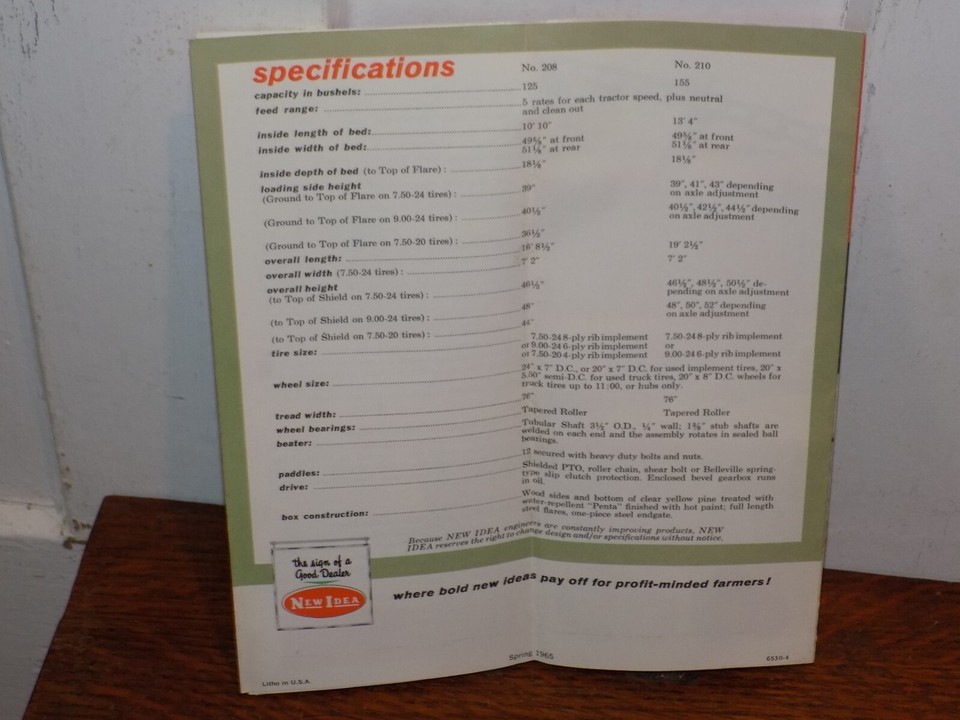 specifications No. 208 No. 210
capacity in bushels: 125 155
feed range: 5 rates for each tractor speed, plus neutral
and clean out
inside length of bed: 10' 10" 13' 4"
inside width of bed: 49⅝" at front 49⅝" at front
51⅛" at rear 51⅛" at rear
inside depth of bed (to Top of Flare) : 18⅛" 18⅛"
loading side height
(Ground to Top of Flare on 7.50-24 tires) : 39" 39", 41", 43" depending
on axle adjustment
(Ground to Top of Flare on 9.00-24 tires) : 40½" 40½", 42½", 44½" depending
on axle adjustment
(Ground to Top of Flare on 7.50-20 tires) : 36½"
overall length: 16' 8½" 19' 2½"
overall width (7.50-24 tires) : 7' 2" 7' 2"
overall height
(to Top of Shield on 7.50-24 tires) : 46½" 46½", 48½", 50½" de-
pending on axle adjustment
(to Top of Shield on 9.00-24 tires) : 48" 48", 50", 52" depending
on axle adjustment
(to Top of Shield on 7.50-20 tires) : 44"
tire size: 7.50-24 8-ply rib implement 7.50-24 8-ply rib implement
or 9.00-24 6-ply rib implement or
or 7.50-20 4-ply rib implement 9.00-24 6-ply rib implement
wheel size: 24" x 7" D.C., or 20" x 7" D.C. for used implement tires, 20" x
5.50" semi-D.C. for used truck tires, 20" x 8" D.C. wheels for
truck tires up to 11:00, or hubs only.
tread width: 76" 76"
wheel bearings: Tapered Roller Tapered Roller
beater: Tubular Shaft 3½" O.D., ¼" wall; 1⅜" stub shafts are
welded on each end and the assembly rotates in sealed ball
bearings.
paddles: 12 secured with heavy duty bolts and nuts.
drive: Shielded PTO, roller chain, shear bolt or Belleville spring-
type slip clutch protection. Enclosed bevel gearbox runs
in oil.
box construction: Wood sides and bottom of clear yellow pine treated with
water-repellent "Penta" finished with hot paint; full length
steel flares, one-piece steel endgate.
Because NEW IDEA engineers are constantly improving products, NEW
IDEA reserves the right to change design and/or specifications without notice.
the sign of a
Good Dealer
NEW IDEA
where bold new ideas pay off for profit-minded farmers!
Spring 1965
6530-4
Litho in U.S.A.